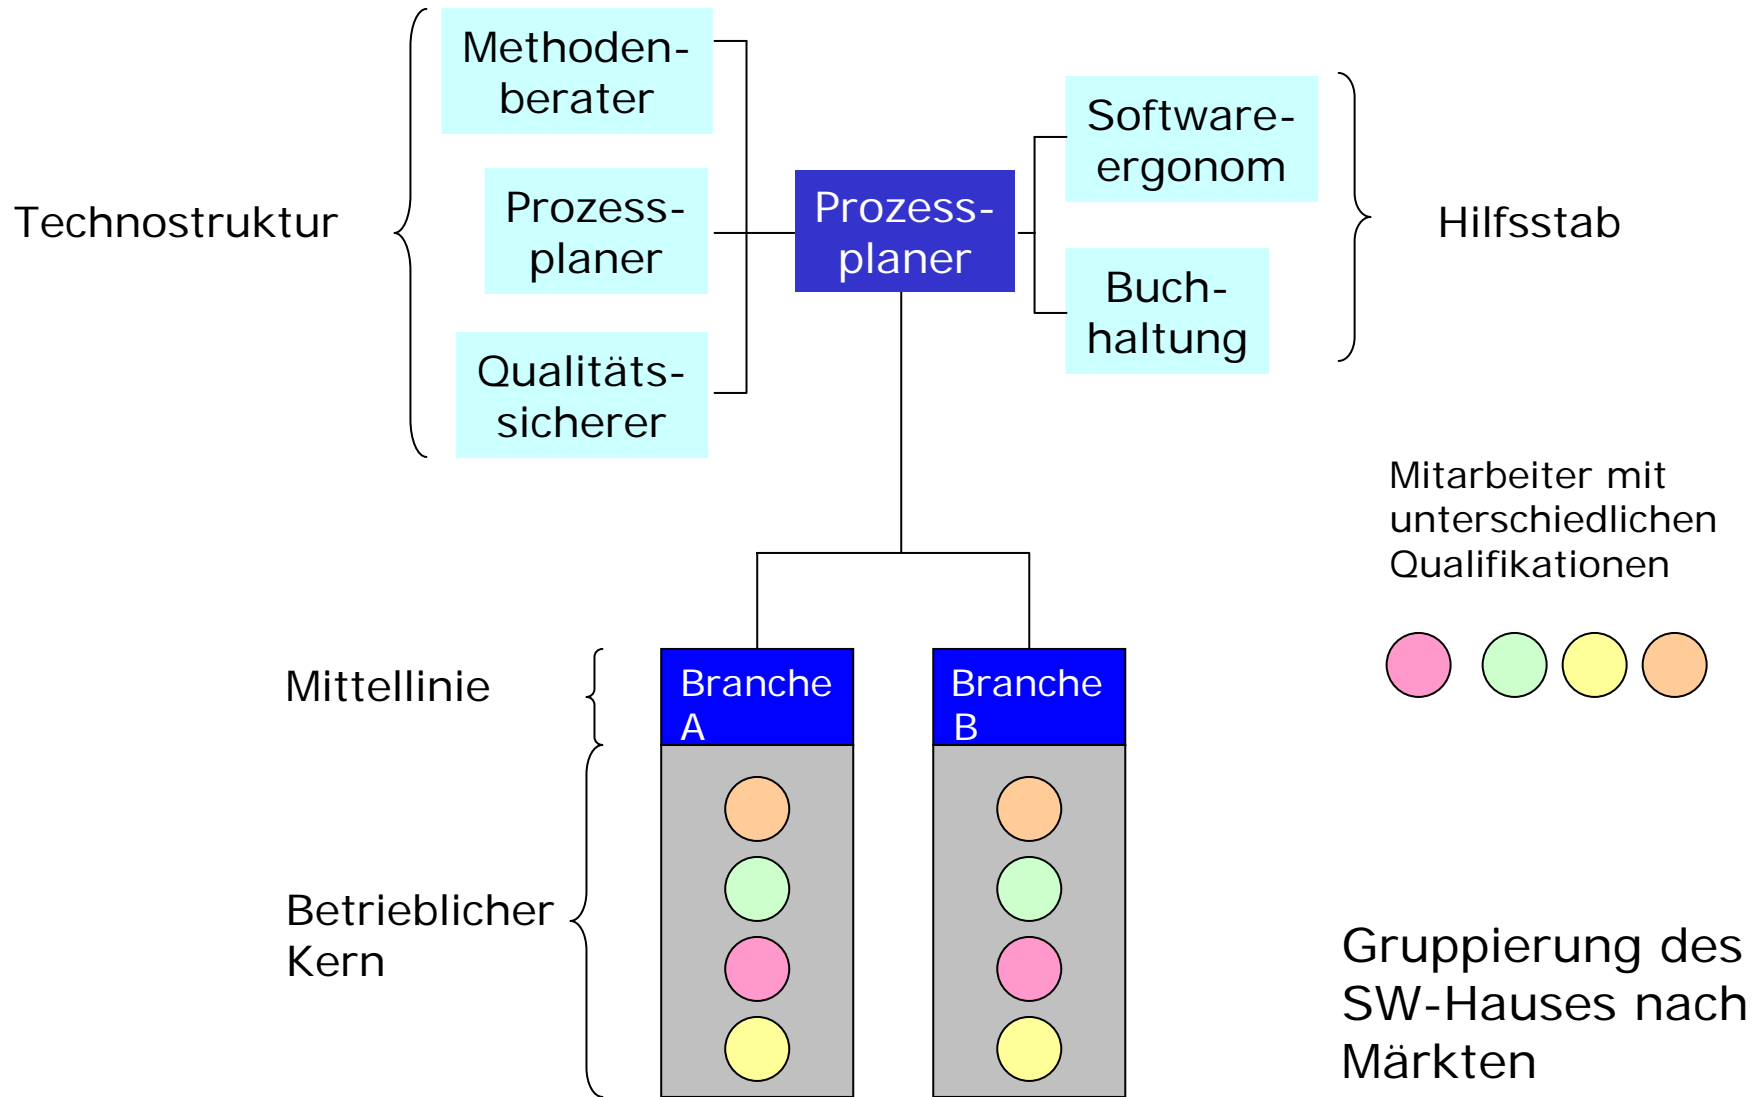 Technostruktur
Methoden-
berater
Prozess-
planer
Qualitäts-
sicherer
Prozess-
planer
Software-
ergonom
Buch-
haltung
Hilfsstab
Mitarbeiter mit
unterschiedlichen
Qualifikationen
Mittellinie
Branche
A
Branche
B
Betrieblicher
Kern
Gruppierung des
SW-Hauses nach
Märkten